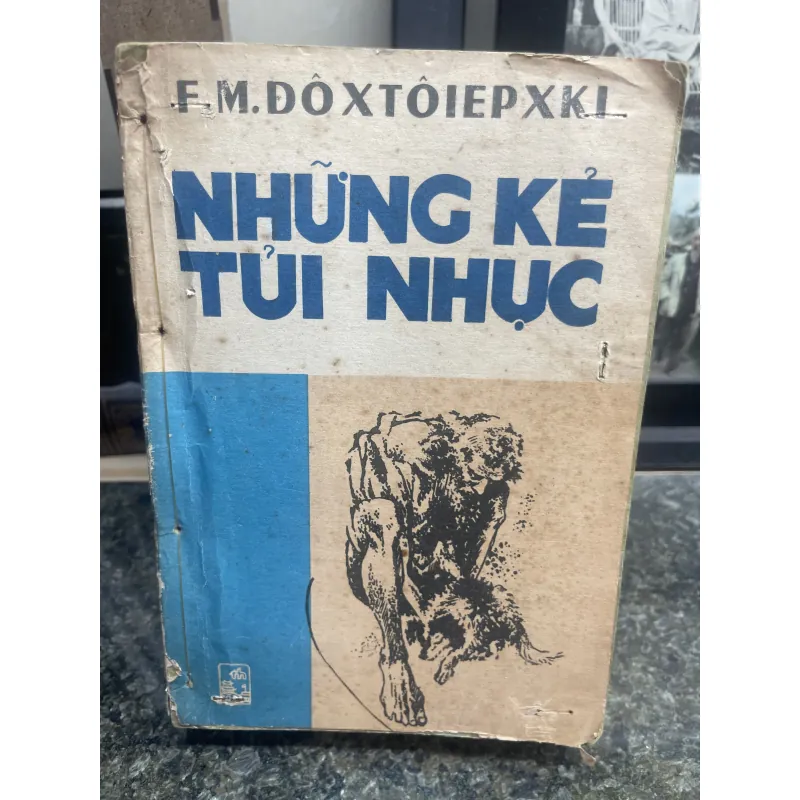 F.M.ĐÔXTÔIEPXKI
NHỮNG KẺ
TỦI NHỤC